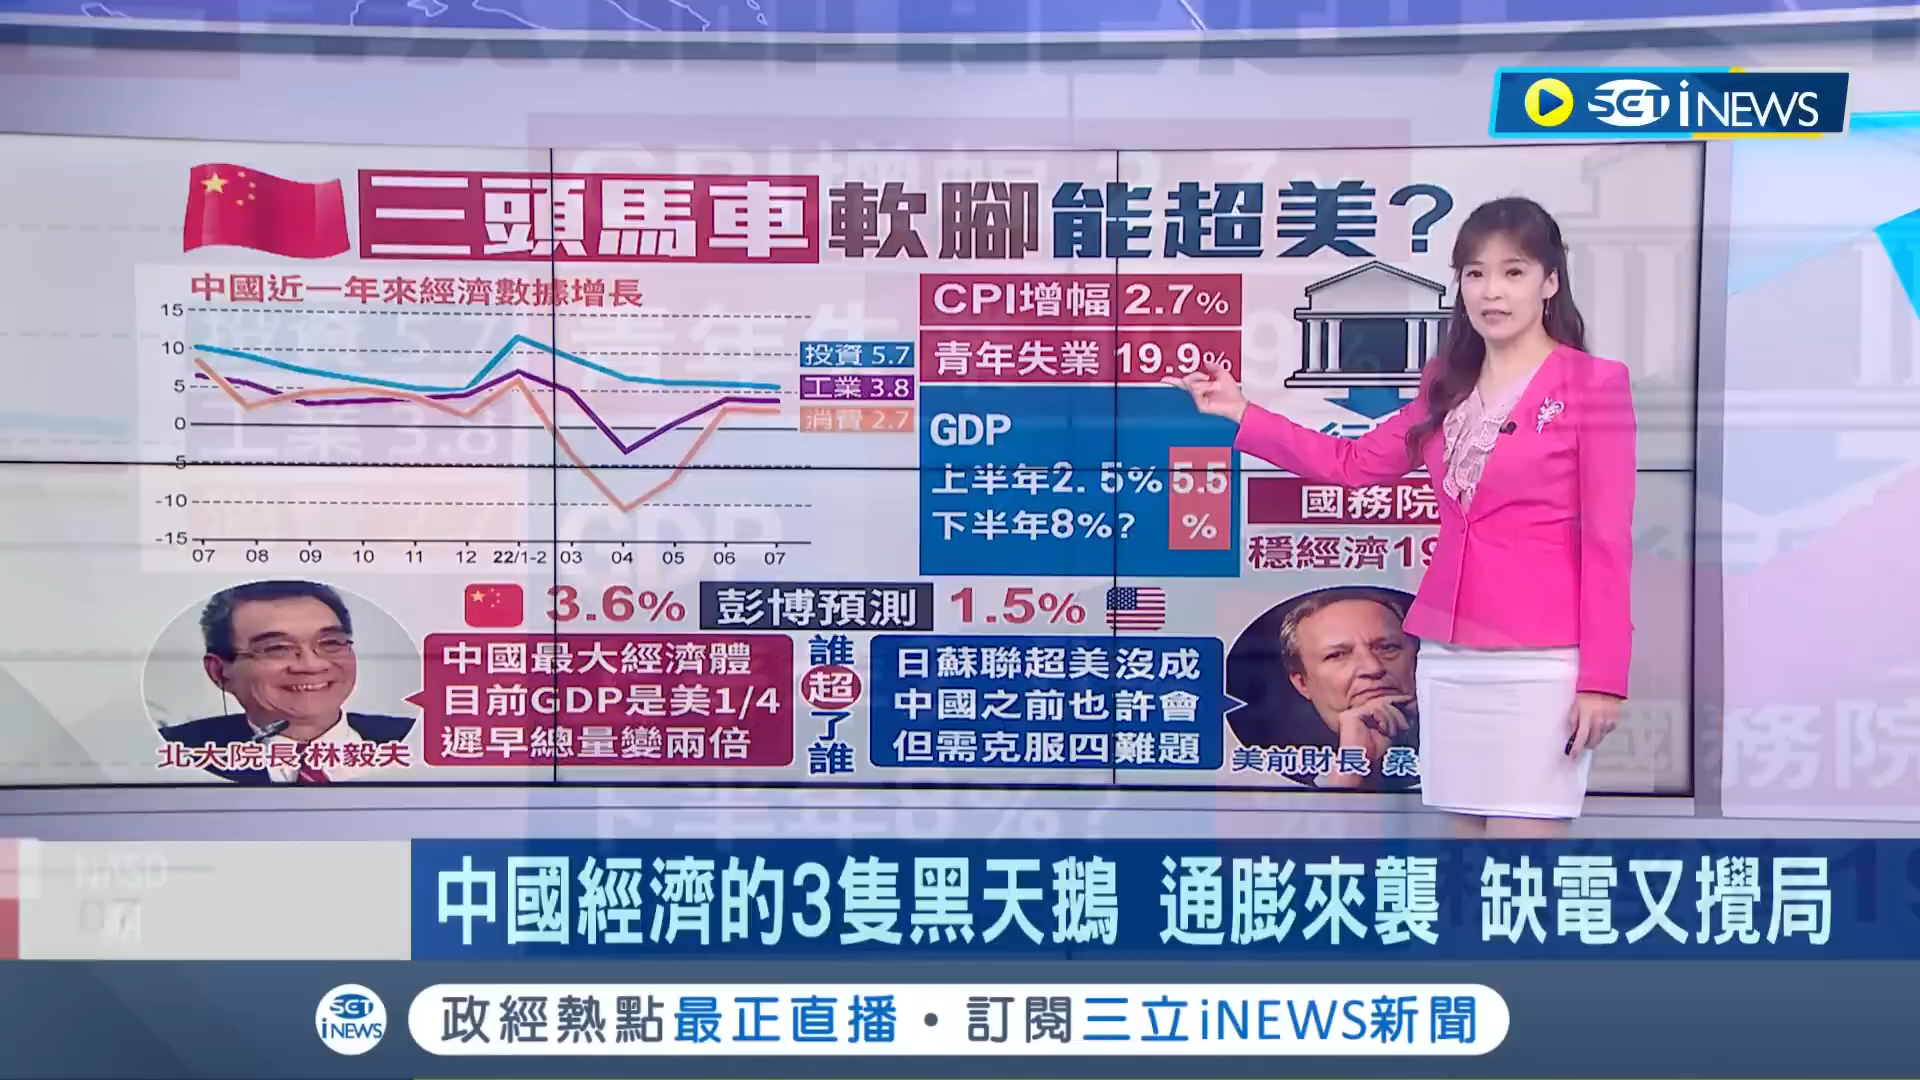 SET iNEWS
三頭馬車軟腳能超美?
中國近一年來經濟數據增長
15
10
5
0
-5
-10
-15
07 08 09 10 11 12 22/1-2 03 04 05 06 07
投資 5.7
工業 3.8
消費 2.7
CPI增幅 2.7%
青年失業 19.9%
GDP
上半年2.5%
下半年8%?
5.5
%
國務院
穩經濟19
3.6% 彭博預測 1.5%
中國最大經濟體
目前GDP是美1/4
遲早總量變兩倍
誰超了誰
日蘇聯超美沒成
中國之前也許會
但需克服四難題
北大院長 林毅夫
美前財長 桑
中國經濟的3隻黑天鵝 通膨來襲 缺電又攪局
SET iNEWS
政經熱點最正直播・訂閱三立iNEWS新聞